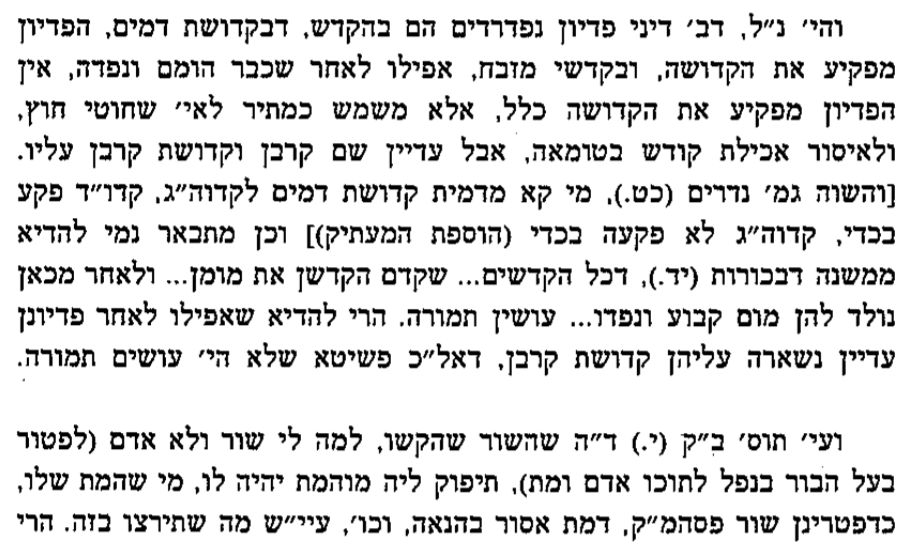 והי׳ נ״ל, דב׳ דיני פדיון נפדרדים הם בהקדש, דבקדושת דמים, הפדיון
מפקיע את הקדושה, ובקדשי מזבח, אפילו לאחר שכבר הומם ונפדה, אין
הפדיון מפקיע את הקדושה כלל, אלא משמש כמתיר לאי׳ שחוטי חוץ,
ולאיסור אכילת קודש בטומאה, אבל עדיין שם קרבן וקדושת קרבן עליו.
[והשוה גמ׳ נדרים (כט.), מי קא מדמית קדושת דמים לקדוה״ג, קדו״ד פקע
בכדי, קדוה״ג לא פקעה בכדי (הוספת המעתיק)] וכן מתבאר נמי להדיא
ממשנה דבכורות (יד.), דכל הקדשים... שקדם הקדשן את מומן... ולאחר מכאן
נולד להן מום קבוע ונפדו... עושין תמורה. הרי להדיא שאפילו לאחר פדיונן
עדיין נשארה עליהן קדושת קרבן, דאל״כ פשיטא שלא הי׳ עושים תמורה.
ועי׳ תוס׳ ב״ק (י.) ד״ה שהשור שהקשו, למה לי שור ולא אדם (לפטור
בעל הבור בנפל לתוכו אדם ומת), תיפוק ליה מוהמת יהיה לו, מי שהמת שלו,
כדפטרינן שור פסהמ״ק, דמת אסור בהנאה, וכו׳, עיי״ש מה שתירצו בזה. הרי